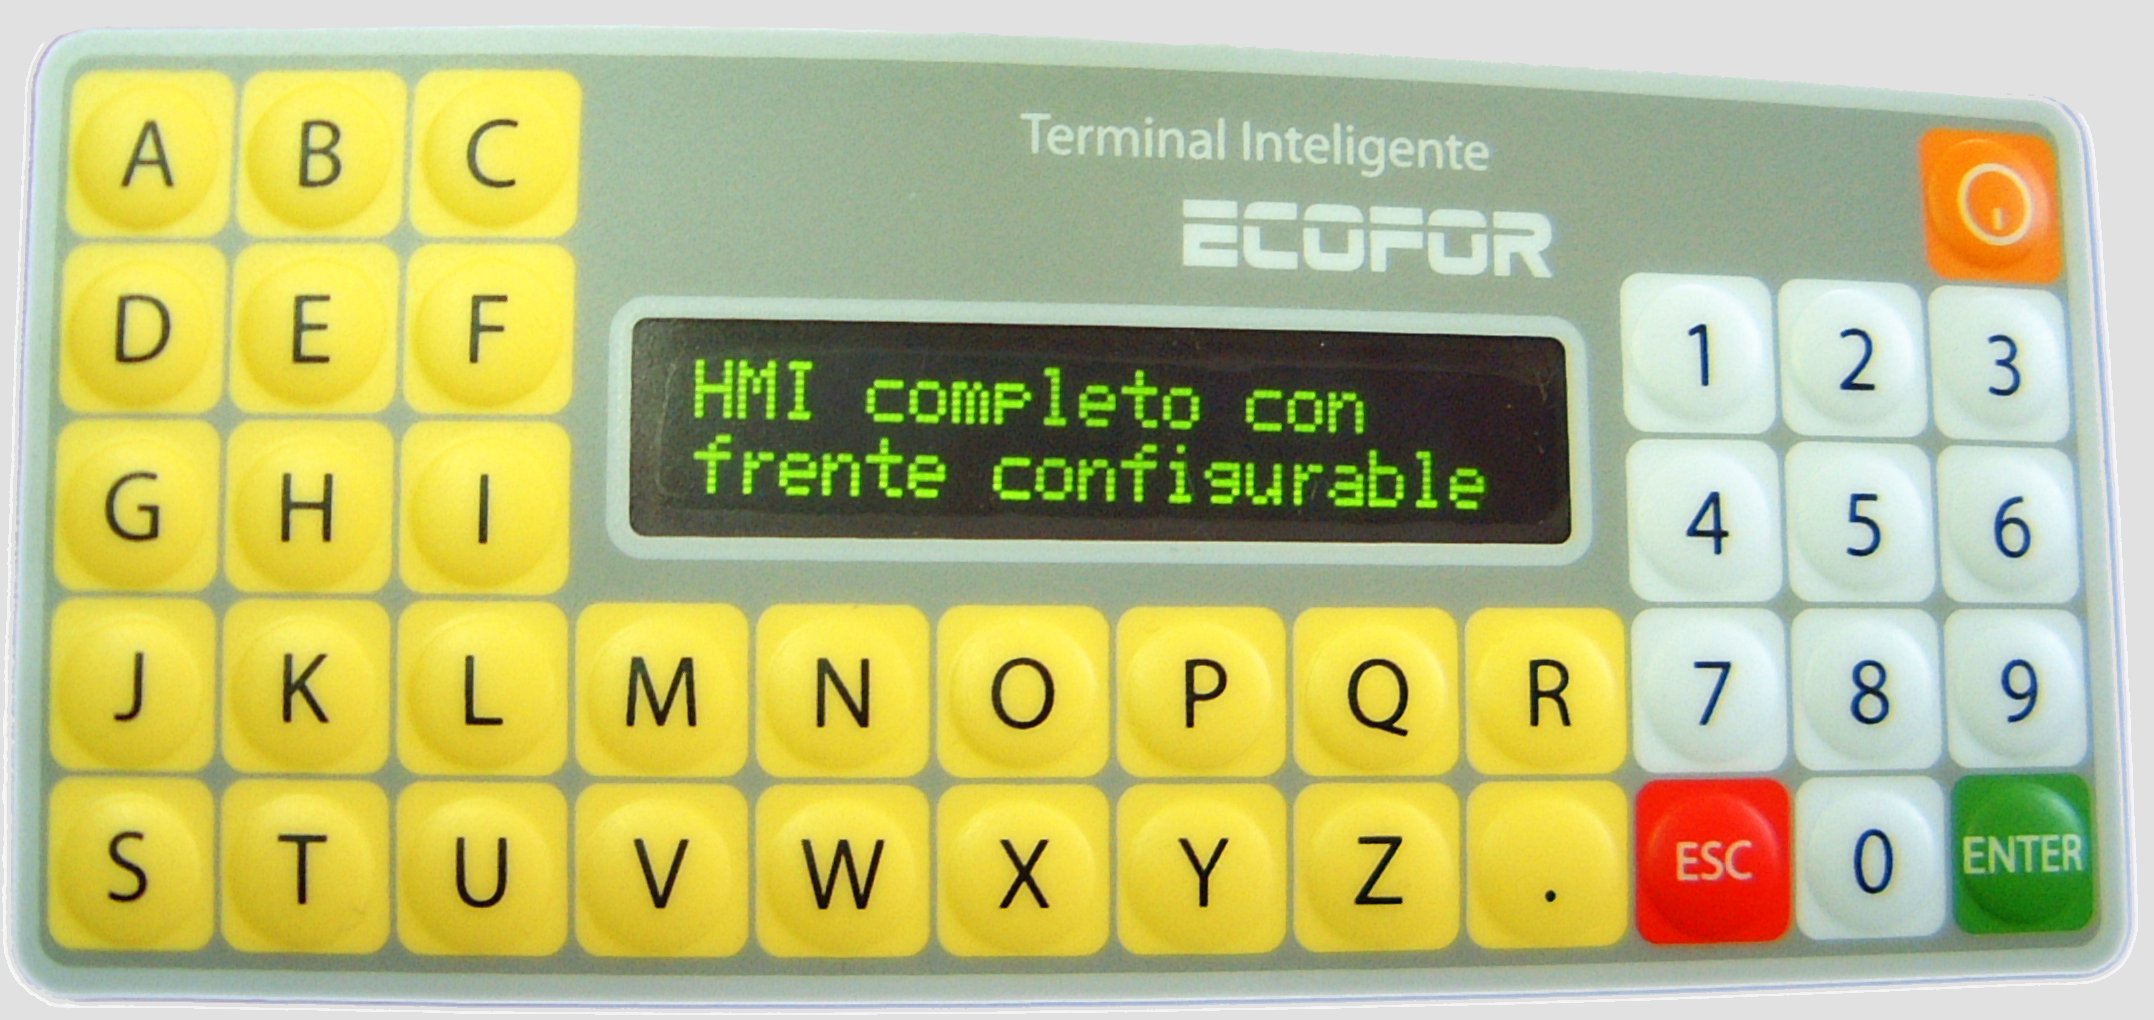 Terminal Inteligente
ECOFOR
HMI completo con
frente configurable
A B C
D E F
G H I
J K L M N O P Q R
S T U V W X Y Z .
1 2 3
4 5 6
7 8 9
ESC 0 ENTER